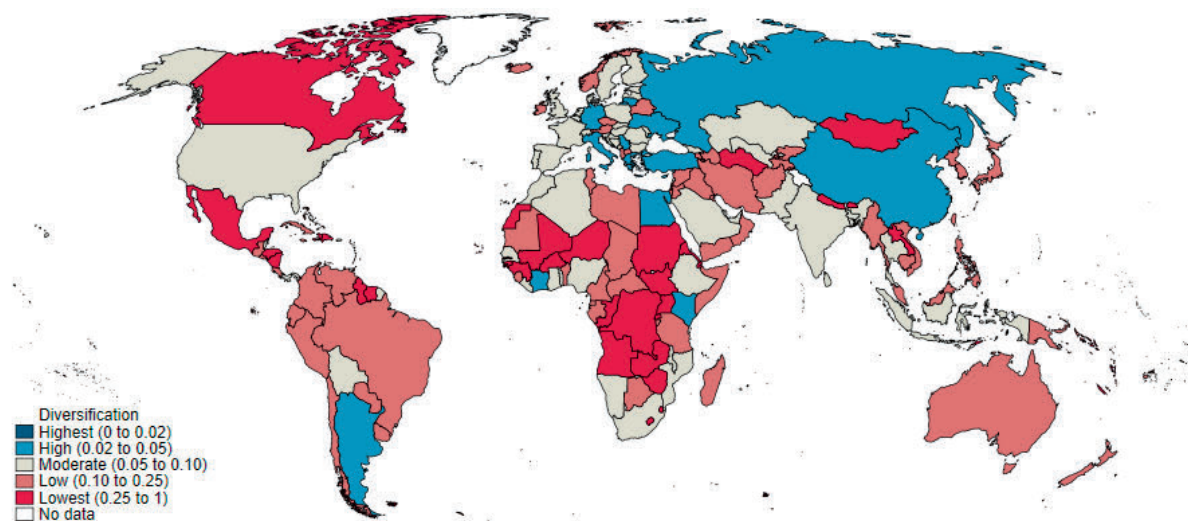 Diversification
Highest (0 to 0.02)
High (0.02 to 0.05)
Moderate (0.05 to 0.10)
Low (0.10 to 0.25)
Lowest (0.25 to 1)
No data